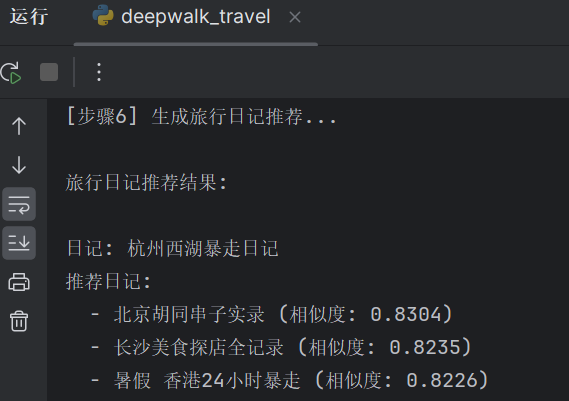 运行 deepwalk_travel
[步骤6] 生成旅行日记推荐...
旅行日记推荐结果:
日记: 杭州西湖暴走日记
推荐日记:
- 北京胡同串子实录 (相似度: 0.8304)
- 长沙美食探店全记录 (相似度: 0.8235)
- 暑假 香港24小时暴走 (相似度: 0.8226)